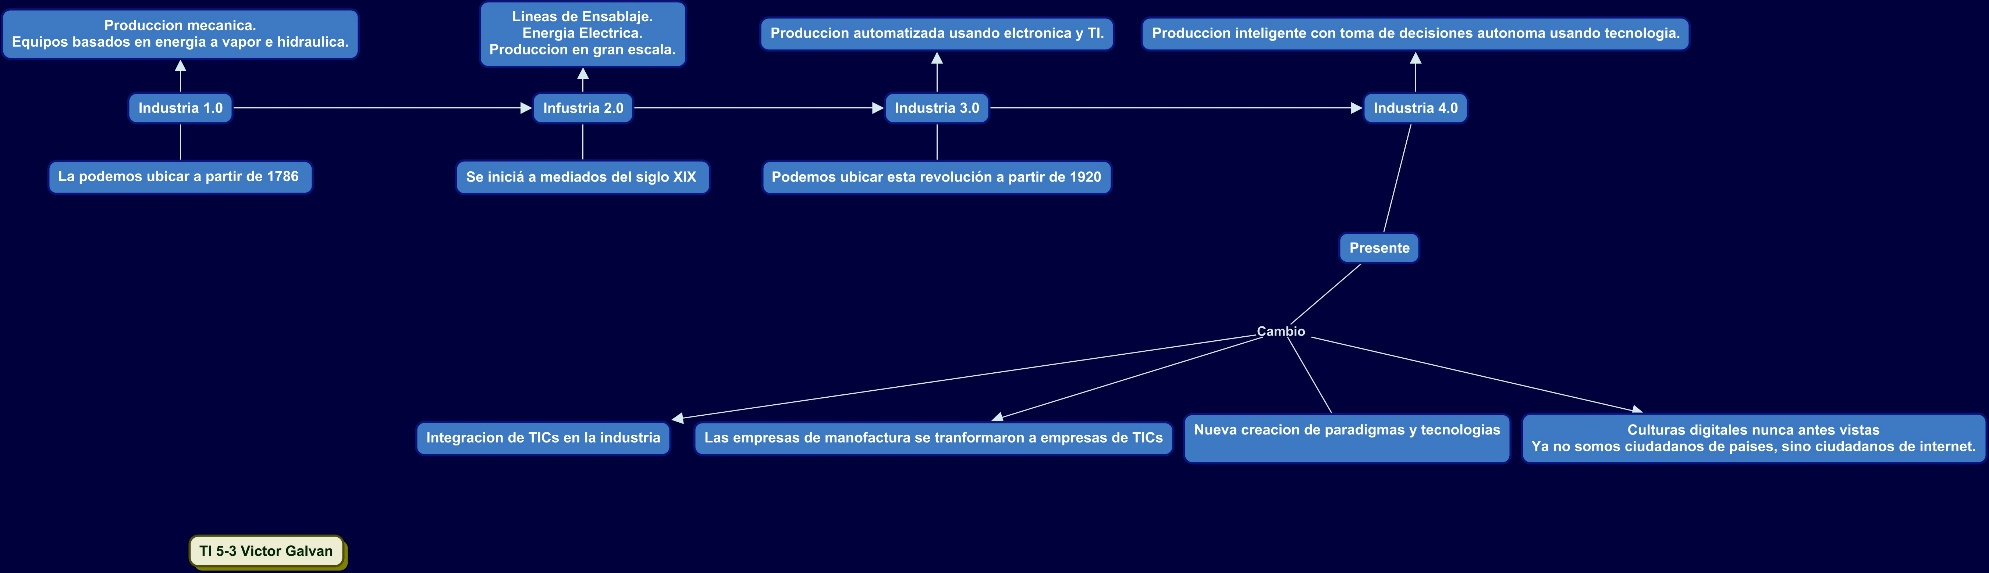 Produccion mecanica.
Equipos basados en energia a vapor e hidraulica.
Lineas de Ensablaje.
Energia Electrica.
Produccion en gran escala.
Produccion automatizada usando elctronica y TI.
Produccion inteligente con toma de decisiones autonoma usando tecnologia.
Industria 1.0
Infustria 2.0
Industria 3.0
Industria 4.0
La podemos ubicar a partir de 1786
Se iniciá a mediados del siglo XIX
Podemos ubicar esta revolución a partir de 1920
Presente
Cambio
Integracion de TICs en la industria
Las empresas de manofactura se tranformaron a empresas de TICs
Nueva creacion de paradigmas y tecnologias
Culturas digitales nunca antes vistas
Ya no somos ciudadanos de paises, sino ciudadanos de internet.
TI 5-3 Victor Galvan